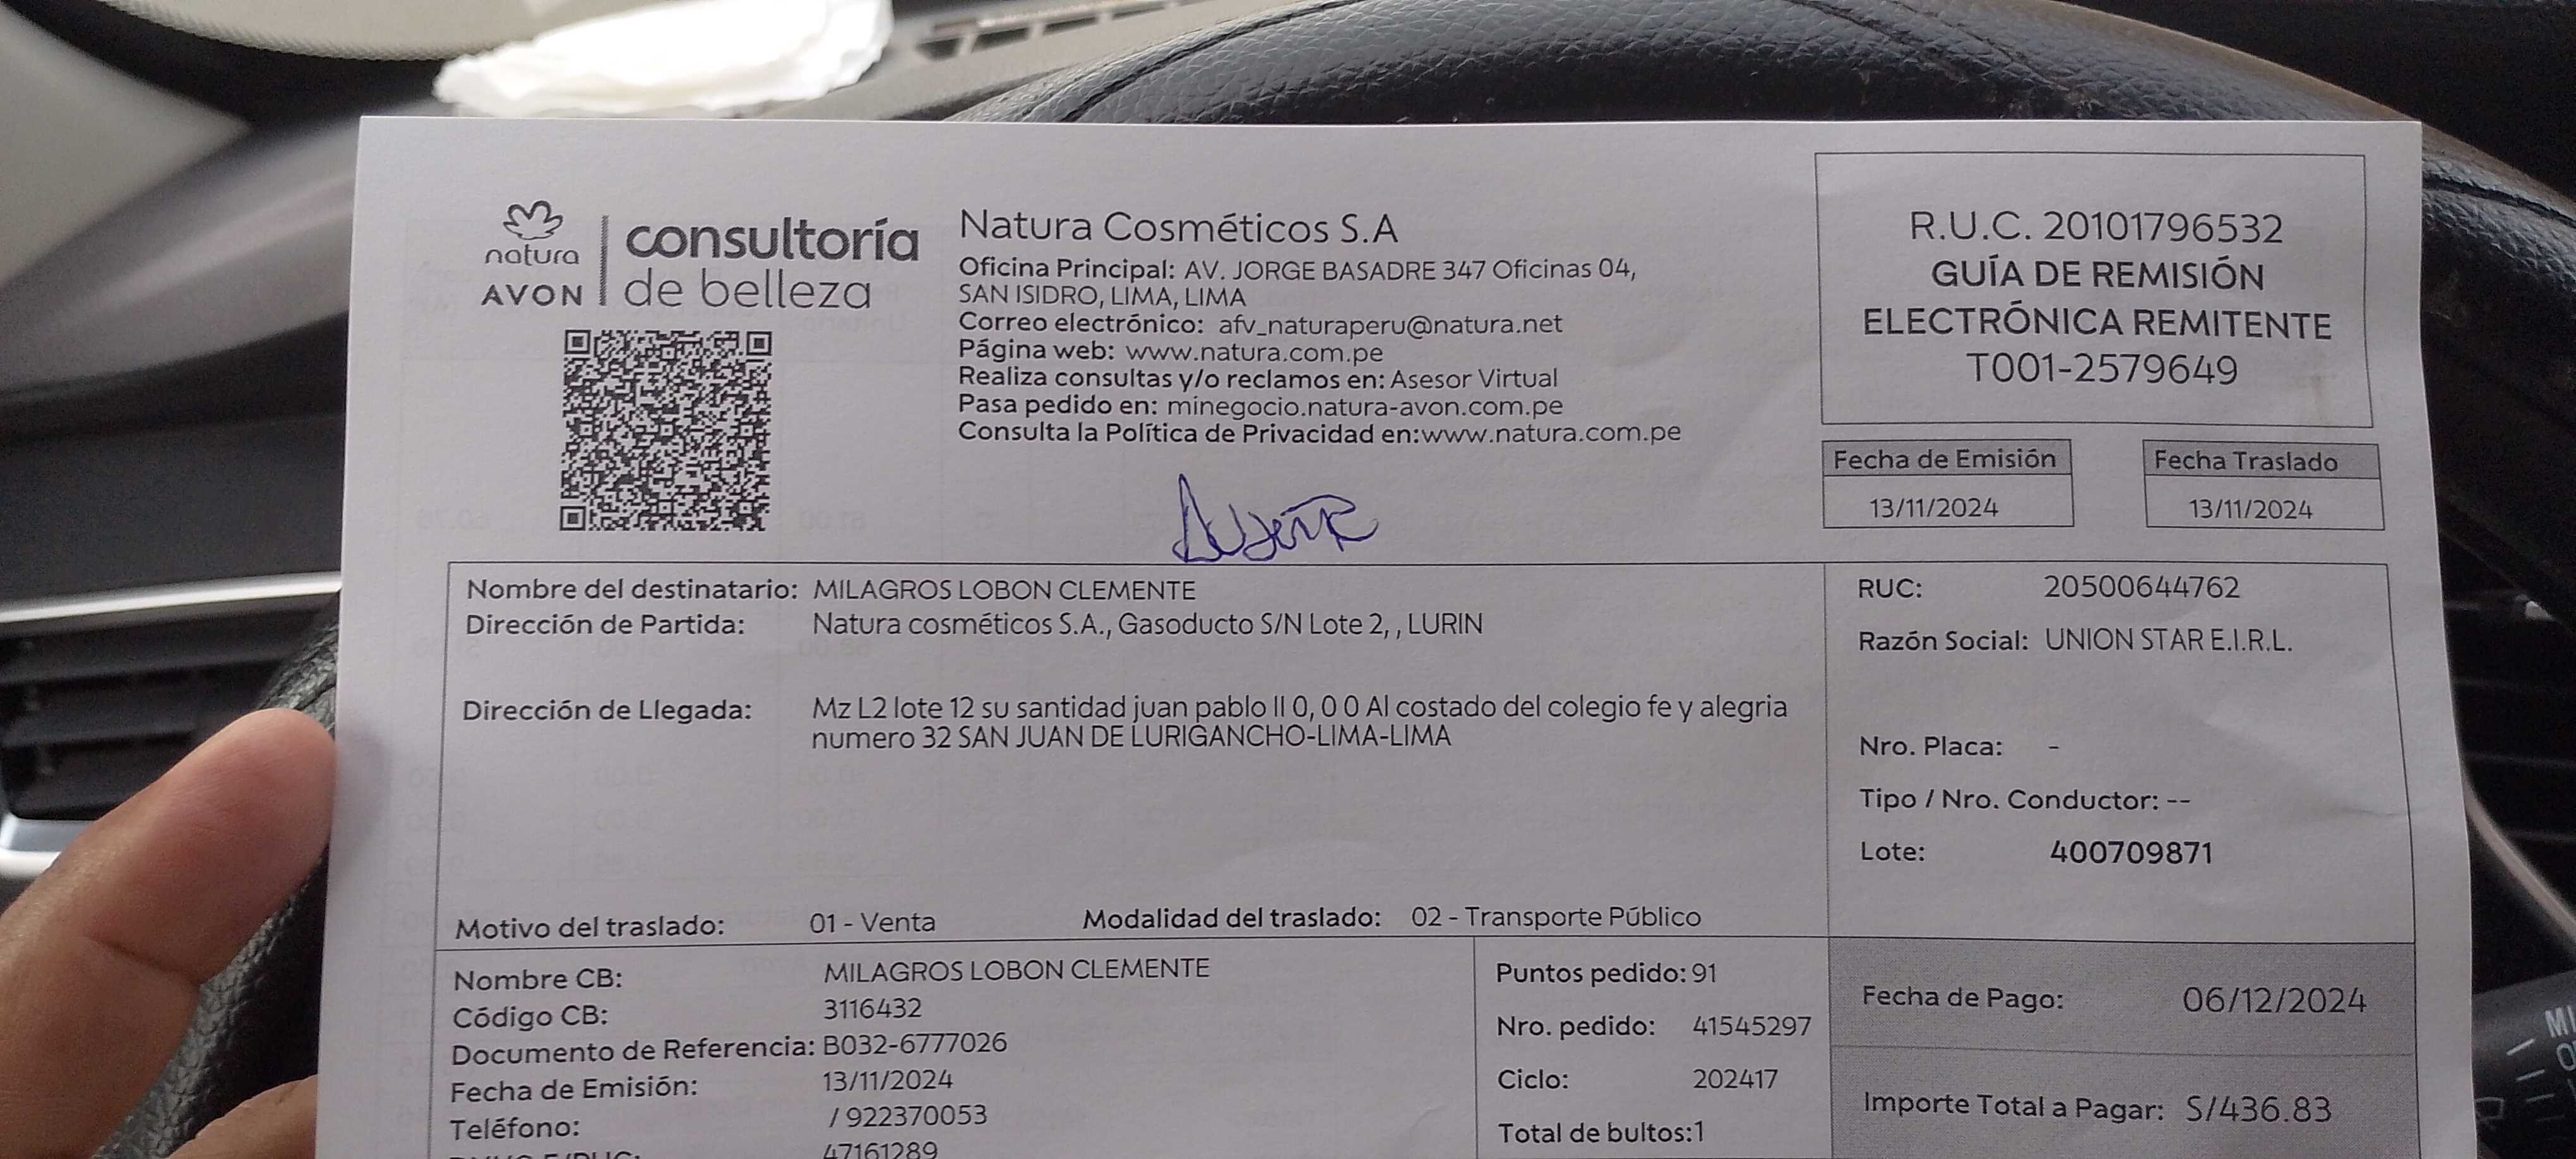 natura
AVON
consultoría
de belleza
Natura Cosméticos S.A
Oficina Principal: AV. JORGE BASADRE 347 Oficinas 04,
SAN ISIDRO, LIMA, LIMA
Correo electrónico: afv_naturaperu@natura.net
Página web: www.natura.com.pe
Realiza consultas y/o reclamos en: Asesor Virtual
Pasa pedido en: minegocio.natura-avon.com.pe
Consulta la Política de Privacidad en:www.natura.com.pe
R.U.C. 20101796532
GUÍA DE REMISIÓN
ELECTRÓNICA REMITENTE
T001-2579649
Fecha de Emisión
13/11/2024
Fecha Traslado
13/11/2024
Nombre del destinatario: MILAGROS LOBON CLEMENTE
Dirección de Partida: Natura cosméticos S.A., Gasoducto S/N Lote 2, , LURIN
Dirección de Llegada: Mz L2 lote 12 su santidad juan pablo II 0, 0 0 Al costado del colegio fe y alegria
numero 32 SAN JUAN DE LURIGANCHO-LIMA-LIMA
Motivo del traslado: 01 - Venta Modalidad del traslado: 02 - Transporte Público
RUC: 20500644762
Razón Social: UNION STAR E.I.R.L.
Nro. Placa: -
Tipo / Nro. Conductor: --
Lote: 400709871
Nombre CB: MILAGROS LOBON CLEMENTE
Código CB: 3116432
Documento de Referencia: B032-6777026
Fecha de Emisión: 13/11/2024
Teléfono: / 922370053
47161289
Puntos pedido: 91
Nro. pedido: 41545297
Ciclo: 202417
Total de bultos:1
Fecha de Pago: 06/12/2024
Importe Total a Pagar: S/436.83